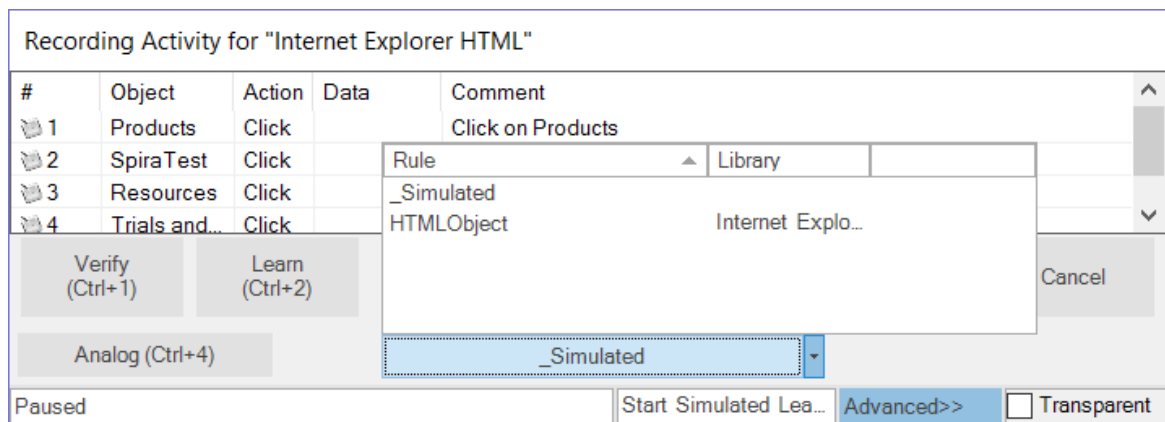 Recording Activity for "Internet Explorer HTML"
# Object Action Data Comment
1 Products Click Click on Products
2 SpiraTest Click
3 Resources Click
4 Trials and... Click
Rule Library
_Simulated
HTMLObject Internet Explo...
Verify (Ctrl+1)
Learn (Ctrl+2)
Cancel
Analog (Ctrl+4)
_Simulated
Paused
Start Simulated Lea...
Advanced>>
Transparent